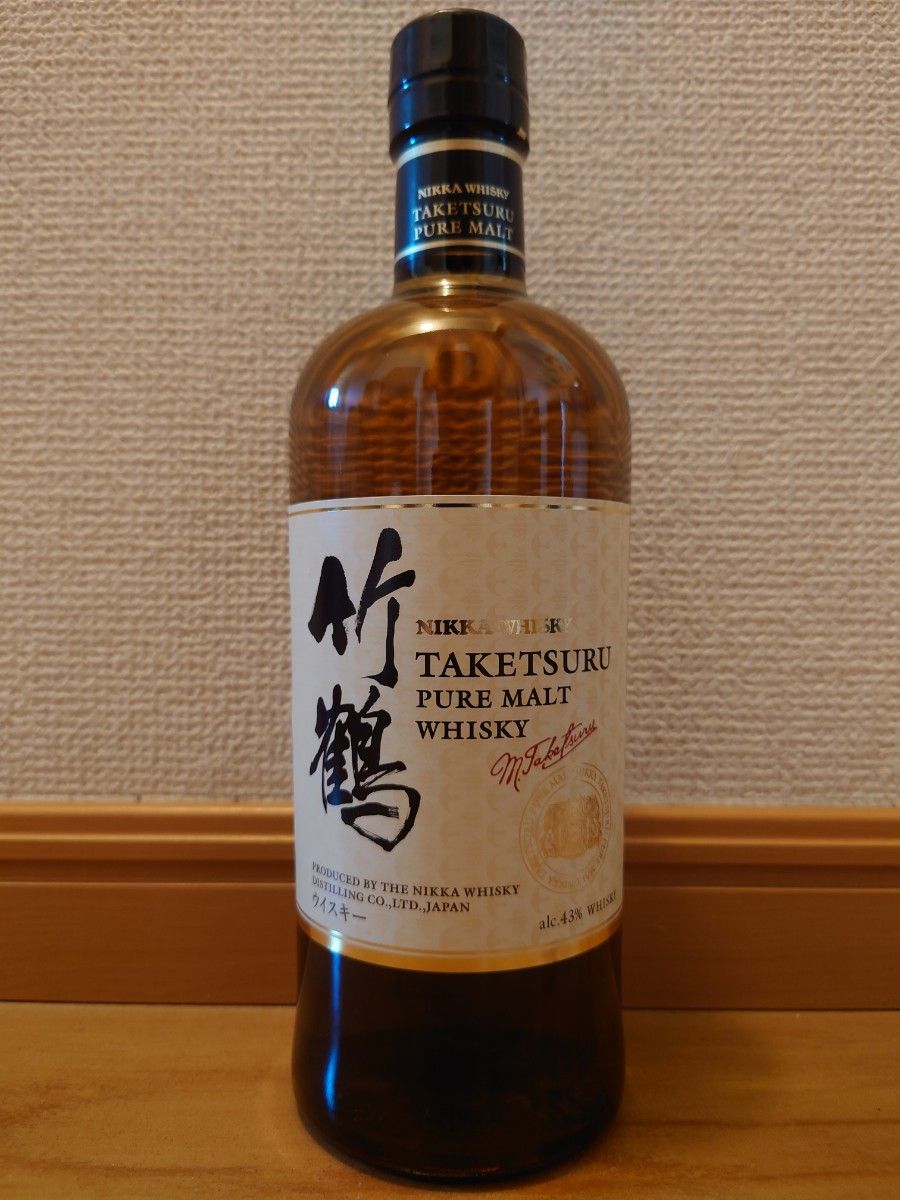 NIKKA WHISKY
TAKETSURU
PURE MALT
竹鶴
NIKKA WHISKY
TAKETSURU
PURE MALT
WHISKY
M.Taketsuru
PRODUCED BY THE NIKKA WHISKY
DISTILLING CO.,LTD.,JAPAN
ウイスキー
alc.43% WHISKY